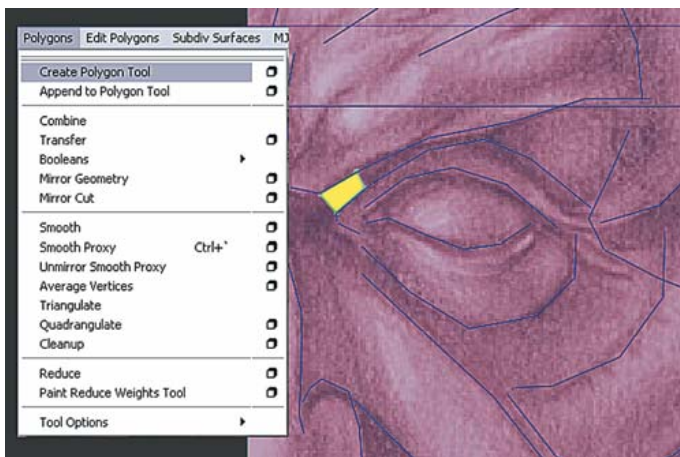 Polygons Edit Polygons Subdiv Surfaces
Create Polygon Tool
Append to Polygon Tool
Combine
Transfer
Booleans
Mirror Geometry
Mirror Cut
Smooth
Smooth Proxy Ctrl+`
Unmirror Smooth Proxy
Average Vertices
Triangulate
Quadrangulate
Cleanup
Reduce
Paint Reduce Weights Tool
Tool Options